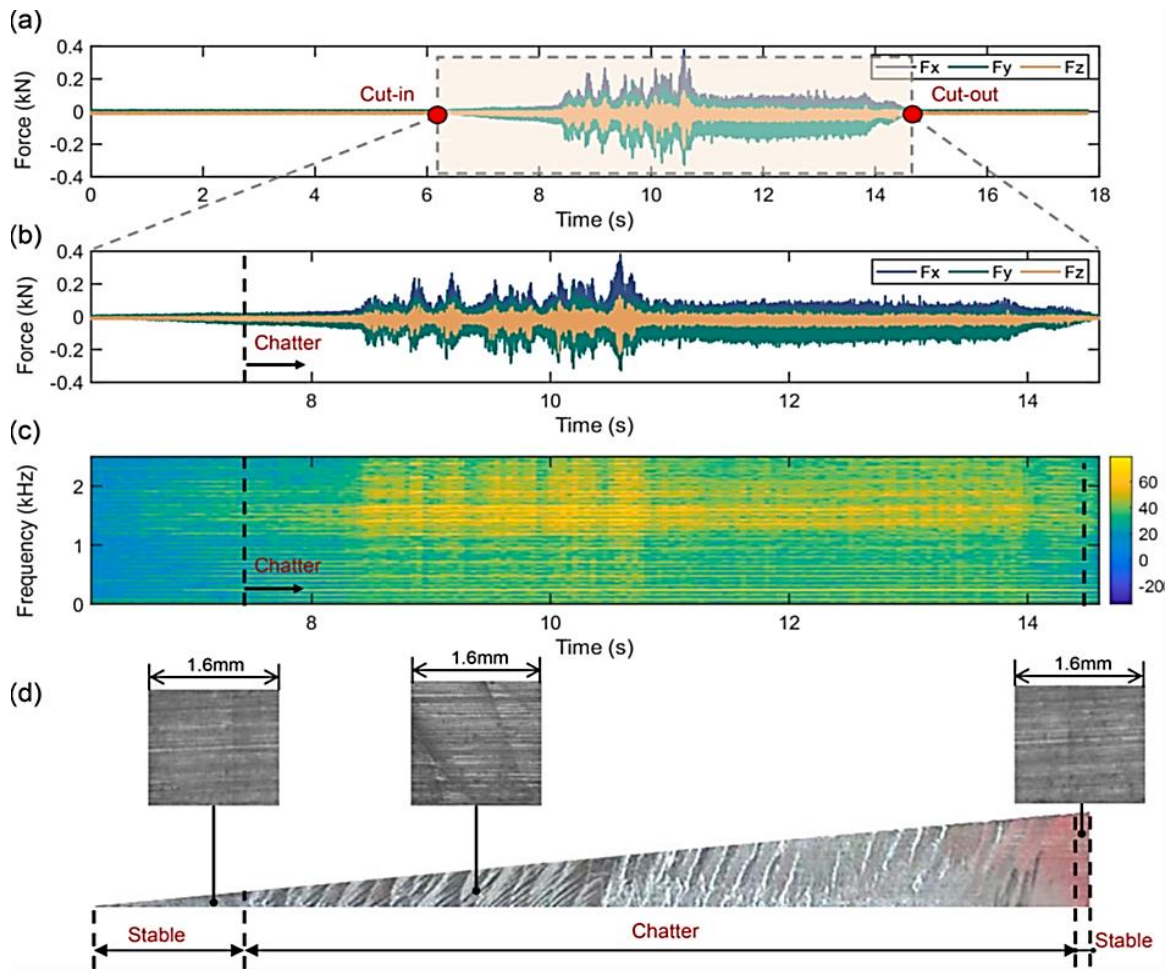 (a)
0.4
0.2
0
-0.2
-0.4
Force (kN)
Cut-in
Cut-out
Fx Fy Fz
0 2 4 6 8 10 12 14 16 18
Time (s)
(b)
0.4
0.2
0
-0.2
-0.4
Force (kN)
Chatter
Fx Fy Fz
8 10 12 14
Time (s)
(c)
2
1
0
Frequency (kHz)
Chatter
60
40
20
0
-20
8 10 12 14
Time (s)
(d)
1.6mm 1.6mm 1.6mm
Stable Chatter Stable